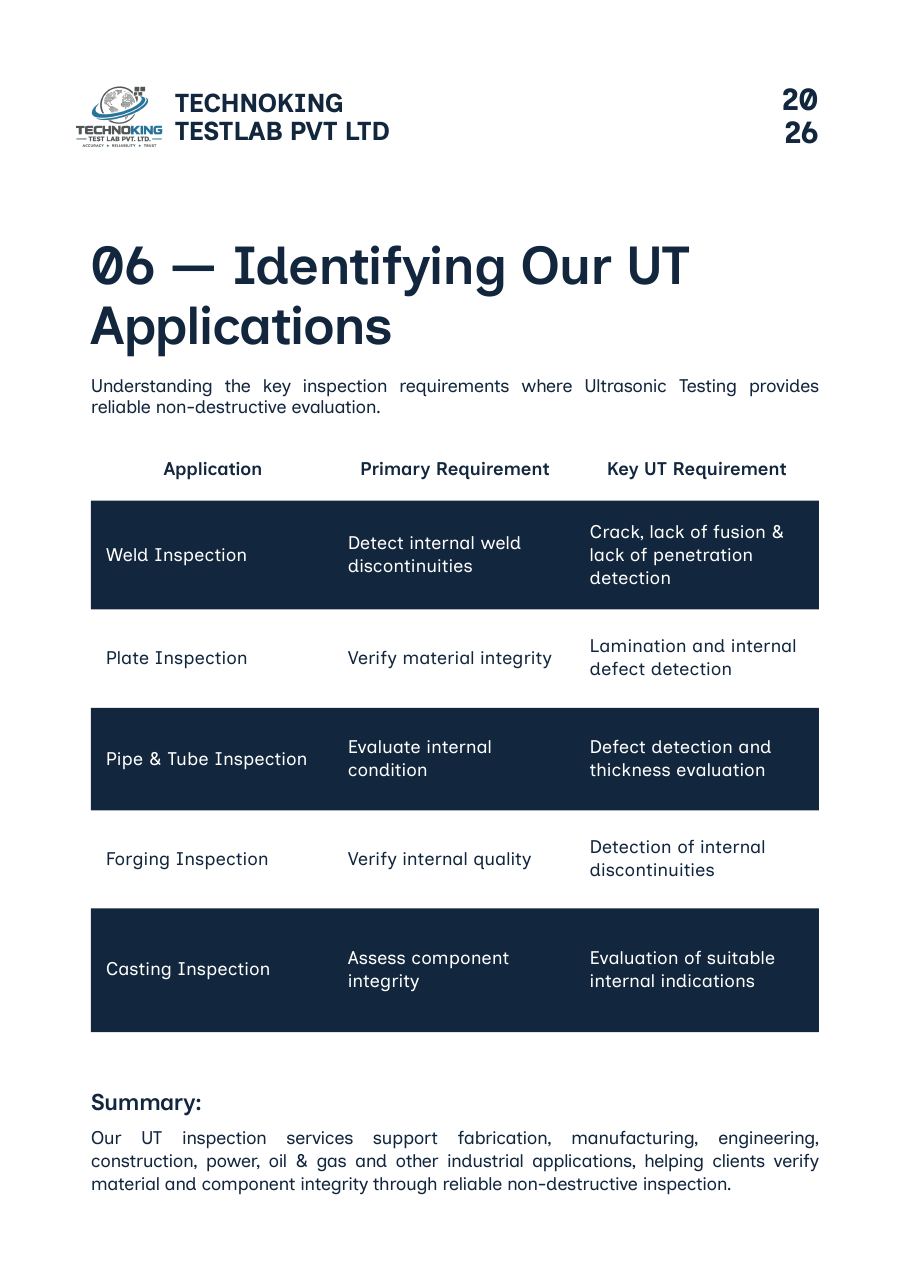 TECHNOKING
TEST LAB PVT. LTD.
ACCURACY • RELIABILITY • TRUST
TECHNOKING
TESTLAB PVT LTD
20
26
06 — Identifying Our UT
Applications
Understanding the key inspection requirements where Ultrasonic Testing provides
reliable non-destructive evaluation.
Application Primary Requirement Key UT Requirement
Weld Inspection
Detect internal weld
discontinuities
Crack, lack of fusion &
lack of penetration
detection
Plate Inspection
Verify material integrity
Lamination and internal
defect detection
Pipe & Tube Inspection
Evaluate internal
condition
Defect detection and
thickness evaluation
Forging Inspection
Verify internal quality
Detection of internal
discontinuities
Casting Inspection
Assess component
integrity
Evaluation of suitable
internal indications
Summary:
Our UT inspection services support fabrication, manufacturing, engineering,
construction, power, oil & gas and other industrial applications, helping clients verify
material and component integrity through reliable non-destructive inspection.